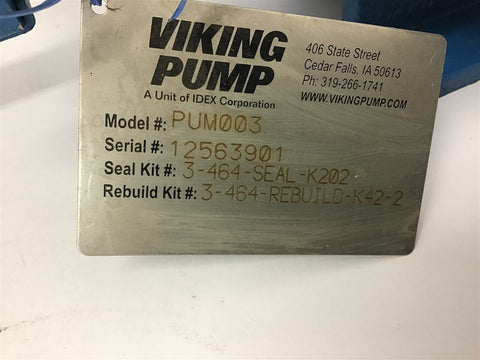 VIKING
PUMP
A Unit of IDEX Corporation
406 State Street
Cedar Falls, IA 50613
Ph: 319-266-1741
WWW.VIKINGPUMP.COM
Model #: PUM003
Serial #: 12563901
Seal Kit #: 3-464-SEAL-K202
Rebuild Kit #: 3-464-REBUILD-K42-2